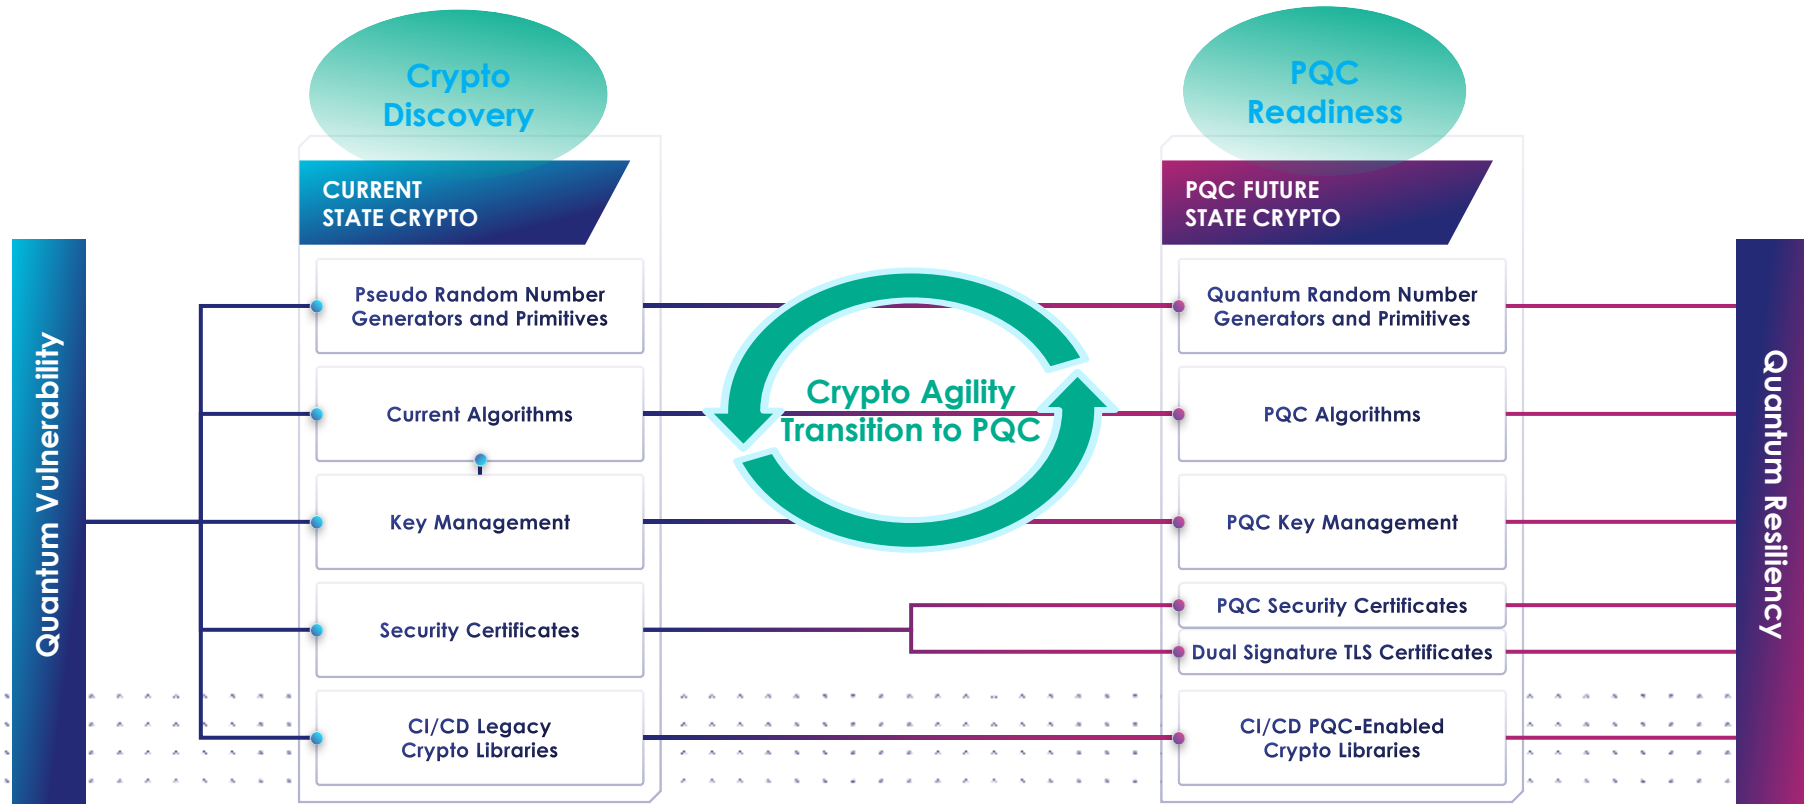 Crypto
Discovery
PQC
Readiness
CURRENT
STATE CRYPTO
PQC FUTURE
STATE CRYPTO
Quantum Vulnerability
Pseudo Random Number
Generators and Primitives
Current Algorithms
Key Management
Security Certificates
CI/CD Legacy
Crypto Libraries
Crypto Agility
Transition to PQC
Quantum Random Number
Generators and Primitives
PQC Algorithms
PQC Key Management
PQC Security Certificates
Dual Signature TLS Certificates
CI/CD PQC-Enabled
Crypto Libraries
Quantum Resiliency